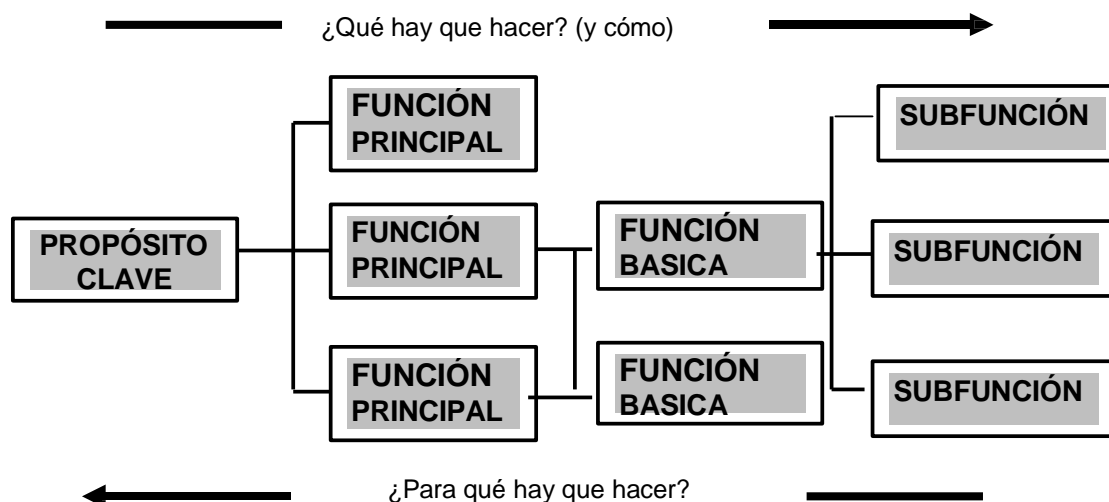 ¿Qué hay que hacer? (y cómo)
FUNCIÓN
PRINCIPAL
SUBFUNCIÓN
PROPÓSITO
CLAVE
FUNCIÓN
PRINCIPAL
FUNCIÓN
BASICA
SUBFUNCIÓN
FUNCIÓN
PRINCIPAL
FUNCIÓN
BASICA
SUBFUNCIÓN
¿Para qué hay que hacer?